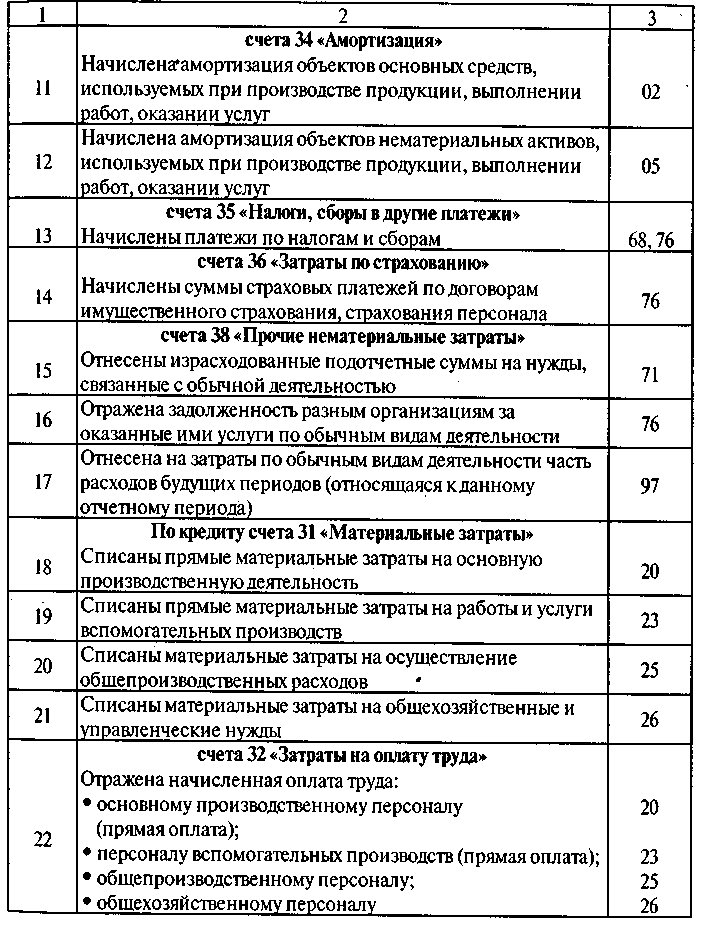 1 2 3
счета 34 «Амортизация»
Начислена амортизация объектов основных средств,
11 используемых при производстве продукции, выполнении 02
работ, оказании услуг
Начислена амортизация объектов нематериальных активов,
12 используемых при производстве продукции, выполнении 05
работ, оказании услуг
счета 35 «Налоги, сборы в другие платежи»
13 Начислены платежи по налогам и сборам 68, 76
счета 36 «Затраты по страхованию»
14 Начислены суммы страховых платежей по договорам 76
имущественного страхования, страхования персонала
счета 38 «Прочие нематериальные затраты»
15 Отнесены израсходованные подотчетные суммы на нужды, 71
связанные с обычной деятельностью
16 Отражена задолженность разным организациям за 76
оказанные ими услуги по обычным видам деятельности
Отнесена на затраты по обычным видам деятельности часть
17 расходов будущих периодов (относящаяся к данному 97
отчетному периода)
По кредиту счета 31 «Материальные затраты»
18 Списаны прямые материальные затраты на основную 20
производственную деятельность
19 Списаны прямые материальные затраты на работы и услуги 23
вспомогательных производств
20 Списаны материальные затраты на осуществление 25
общепроизводственных расходов
21 Списаны материальные затраты на общехозяйственные и 26
управленческие нужды
счета 32 «Затраты на оплату труда»
Отражена начисленная оплата труда:
• основному производственному персоналу 20
(прямая оплата);
22 • персоналу вспомогательных производств (прямая оплата); 23
• общепроизводственному персоналу; 25
• общехозяйственному персоналу 26